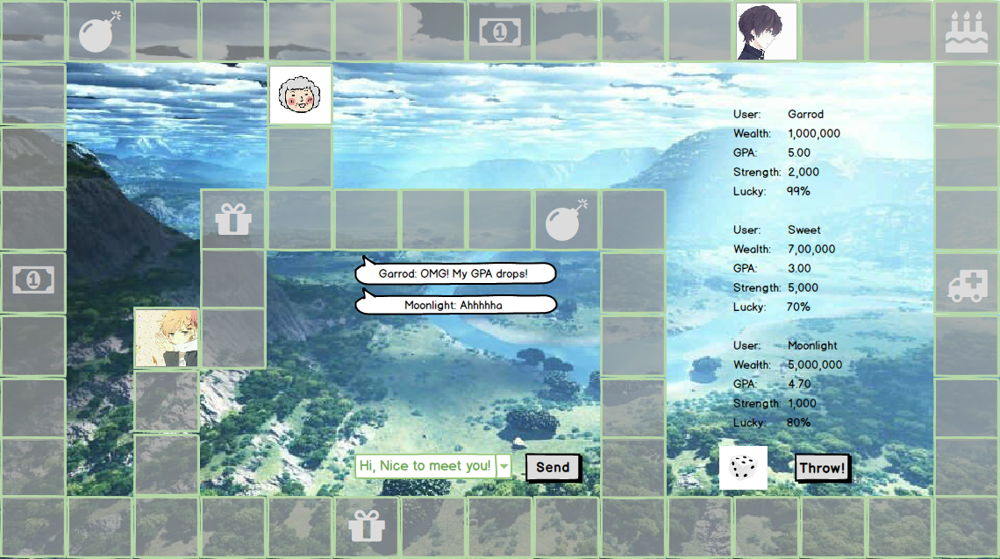 1
User: Garrod
Wealth: 1,000,000
GPA: 5.00
Strength: 2,000
Lucky: 99%
User: Sweet
Wealth: 7,00,000
GPA: 3.00
Strength: 5,000
Lucky: 70%
1
Garrod: OMG! My GPA drops!
Moonlight: Ahhhhha
User: Moonlight
Wealth: 5,000,000
GPA: 4.70
Strength: 1,000
Lucky: 80%
Hi, Nice to meet you!
Send
Throw!